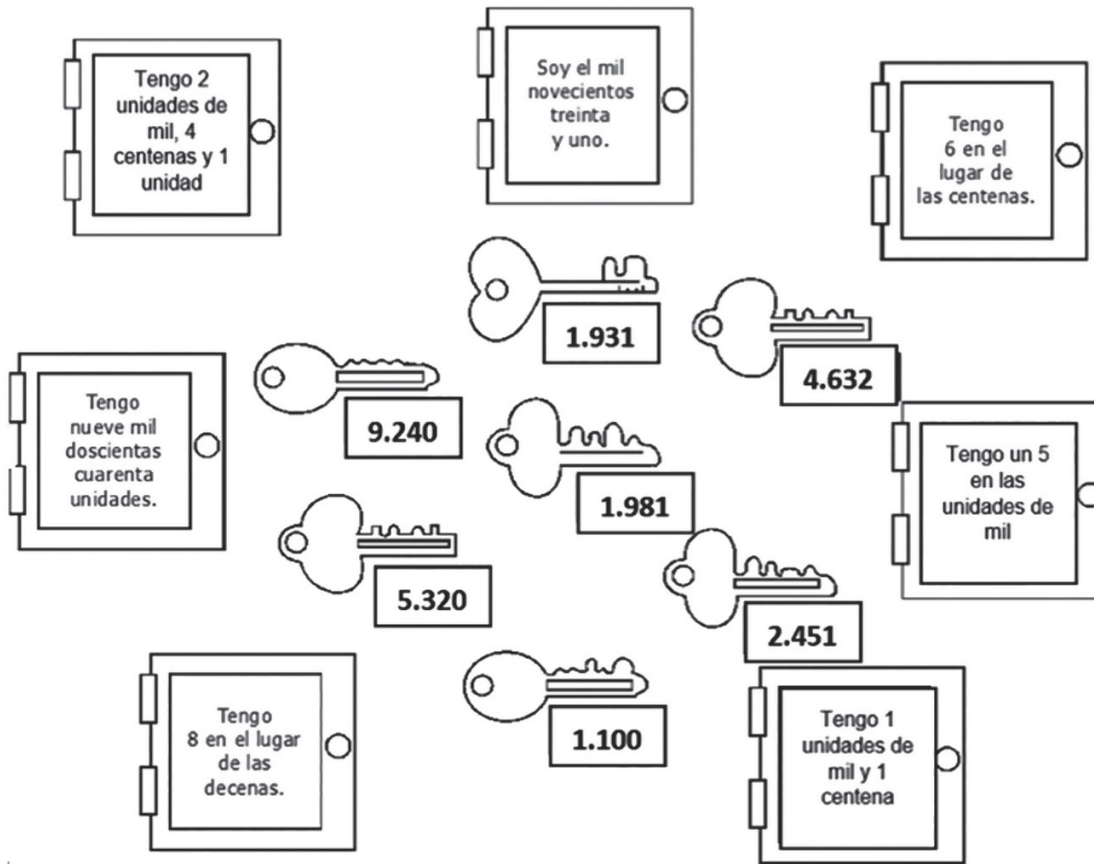 Tengo 2
unidades de
mil, 4
centenas y 1
unidad
Soy el mil
novecientos
treinta
y uno.
Tengo
6 en el
lugar de
las centenas.
1.931
4.632
Tengo
nueve mil
doscientas
cuarenta
unidades.
9.240
1.981
Tengo un 5
en las
unidades de
mil
5.320
2.451
Tengo
8 en el lugar
de las
decenas.
1.100
Tengo 1
unidades de
mil y 1
centena